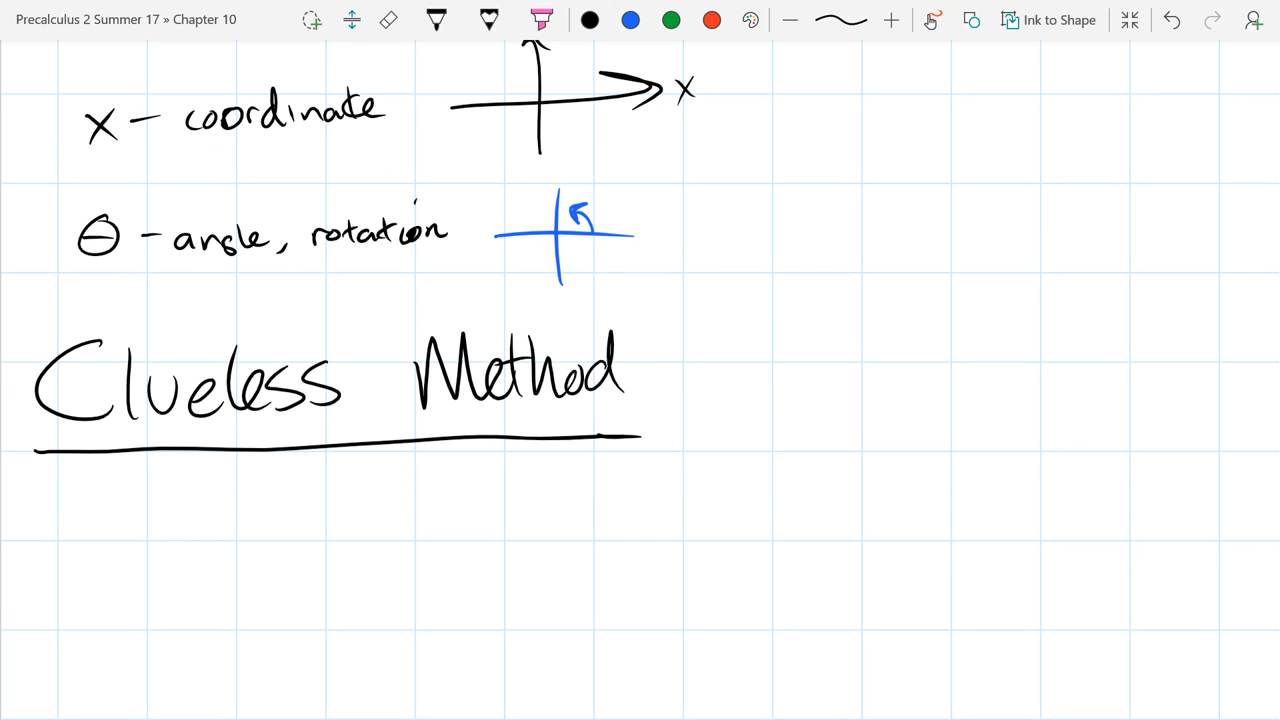 Precalculus 2 Summer 17 » Chapter 10
Ink to Shape
x – coordinate
x
θ – angle, rotation
Clueless Method